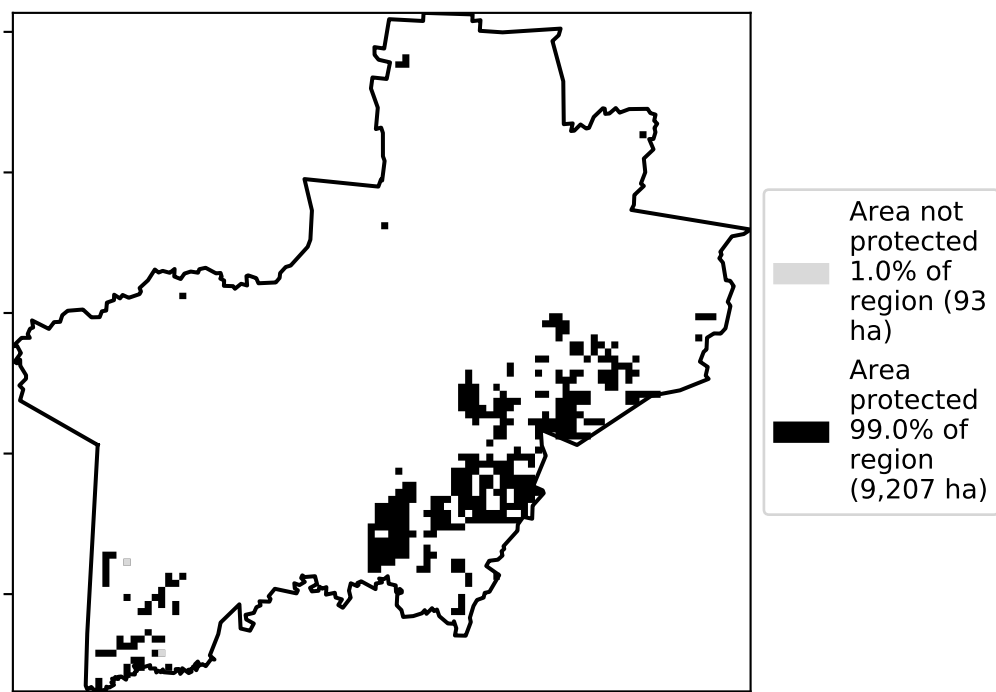 Area not
protected
1.0% of
region (93
ha)
Area
protected
99.0% of
region
(9,207 ha)